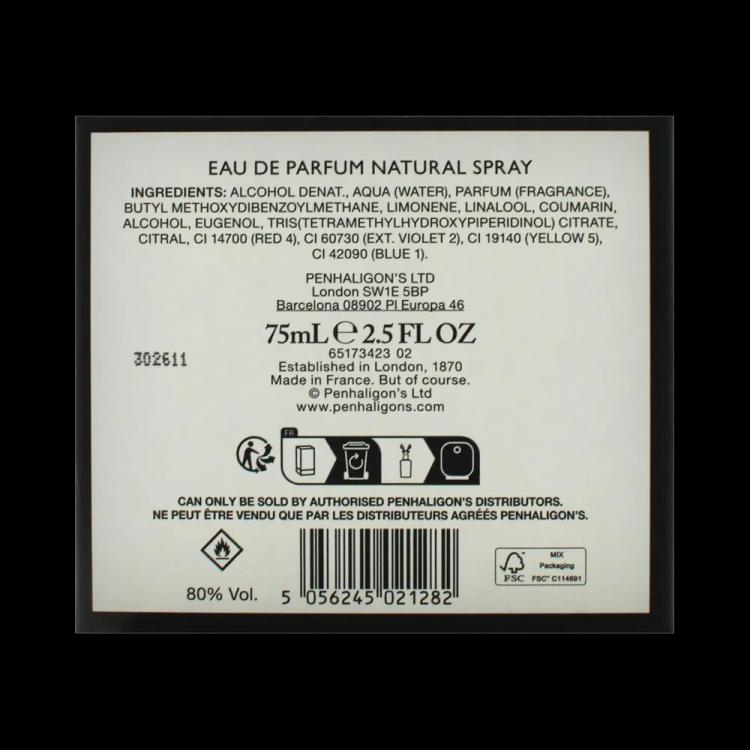 EAU DE PARFUM NATURAL SPRAY
INGREDIENTS: ALCOHOL DENAT., AQUA (WATER), PARFUM (FRAGRANCE),
BUTYL METHOXYDIBENZOYLMETHANE, LIMONENE, LINALOOL, COUMARIN,
ALCOHOL, EUGENOL, TRIS(TETRAMETHYLHYDROXYPIPERIDINOL) CITRATE,
CITRAL, CI 14700 (RED 4), CI 60730 (EXT. VIOLET 2), CI 19140 (YELLOW 5),
CI 42090 (BLUE 1).
PENHALIGON'S LTD
London SW1E 5BP
Barcelona 08902 Pl Europa 46
75mL ℮ 2.5 FL OZ
65173423 02
302611
Established in London, 1870
Made in France. But of course.
© Penhaligon's Ltd
www.penhaligons.com
FR
CAN ONLY BE SOLD BY AUTHORISED PENHALIGON'S DISTRIBUTORS.
NE PEUT ÊTRE VENDU QUE PAR LES DISTRIBUTEURS AGRÉÉS PENHALIGON'S.
80% Vol.
5 056245 021282
FSC
MIX
Packaging
FSC® C114691